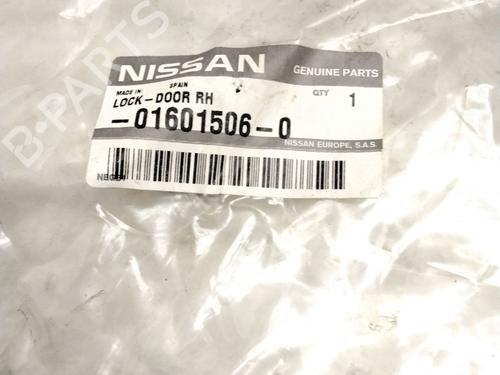 NISSAN
GENUINE PARTS
MADE IN: SPAIN
LOCK-DOOR RH
QTY 1
-01601506-0
NISSAN EUROPE, S.A.S.
B-PARTS